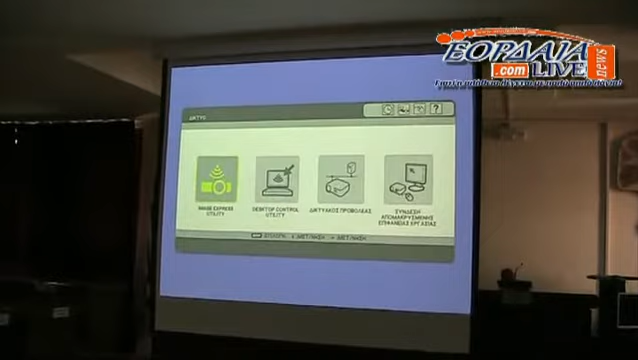 ΕΟΡΔΑΙΑ
.com LIVE news
ΔΙΚΤΥΟ
?
IMAGE EXPRESS
UTILITY
DESKTOP CONTROL
UTILITY
ΔΙΚΤΥΑΚΟΣ ΠΡΟΒΟΛΕΑΣ
ΣΥΝΔΕΣΗ
ΑΠΟΜΑΚΡΥΣΜΕΝΗΣ
ΕΠΙΦΑΝΕΙΑΣ ΕΡΓΑΣΙΑΣ